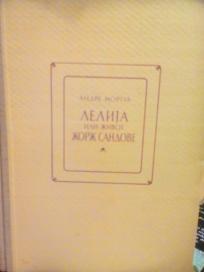 АНДРЕ МОРОА
ЛЕЛИЈА
ИЛИ ЖИВОТ
ЖОРЖ САНДОВЕ